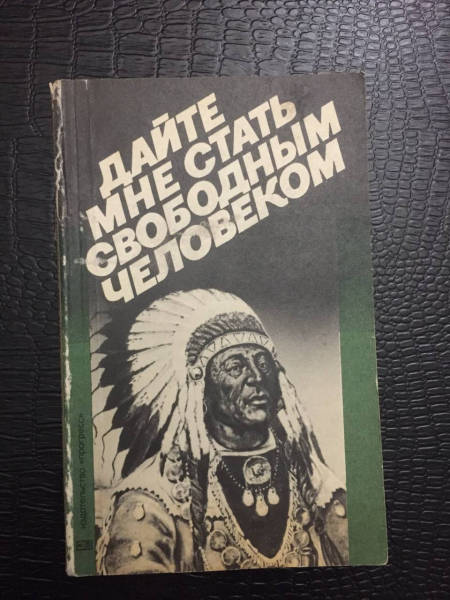 ДАЙТЕ
МНЕ СТАТЬ
СВОБОДНЫМ
ЧЕЛОВЕКОМ
издательство «прогресс»